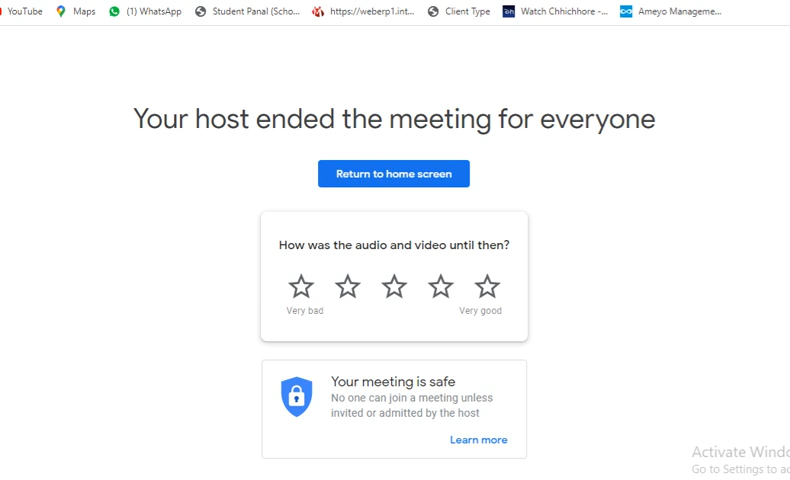 YouTube Maps (1) WhatsApp Student Panal (Scho... https://weberp1.int... Client Type Watch Chhichhore -... Ameyo Manageme...
Your host ended the meeting for everyone
Return to home screen
How was the audio and video until then?
Very bad Very good
Your meeting is safe
No one can join a meeting unless
invited or admitted by the host
Learn more
Activate Windo
Go to Settings to ac